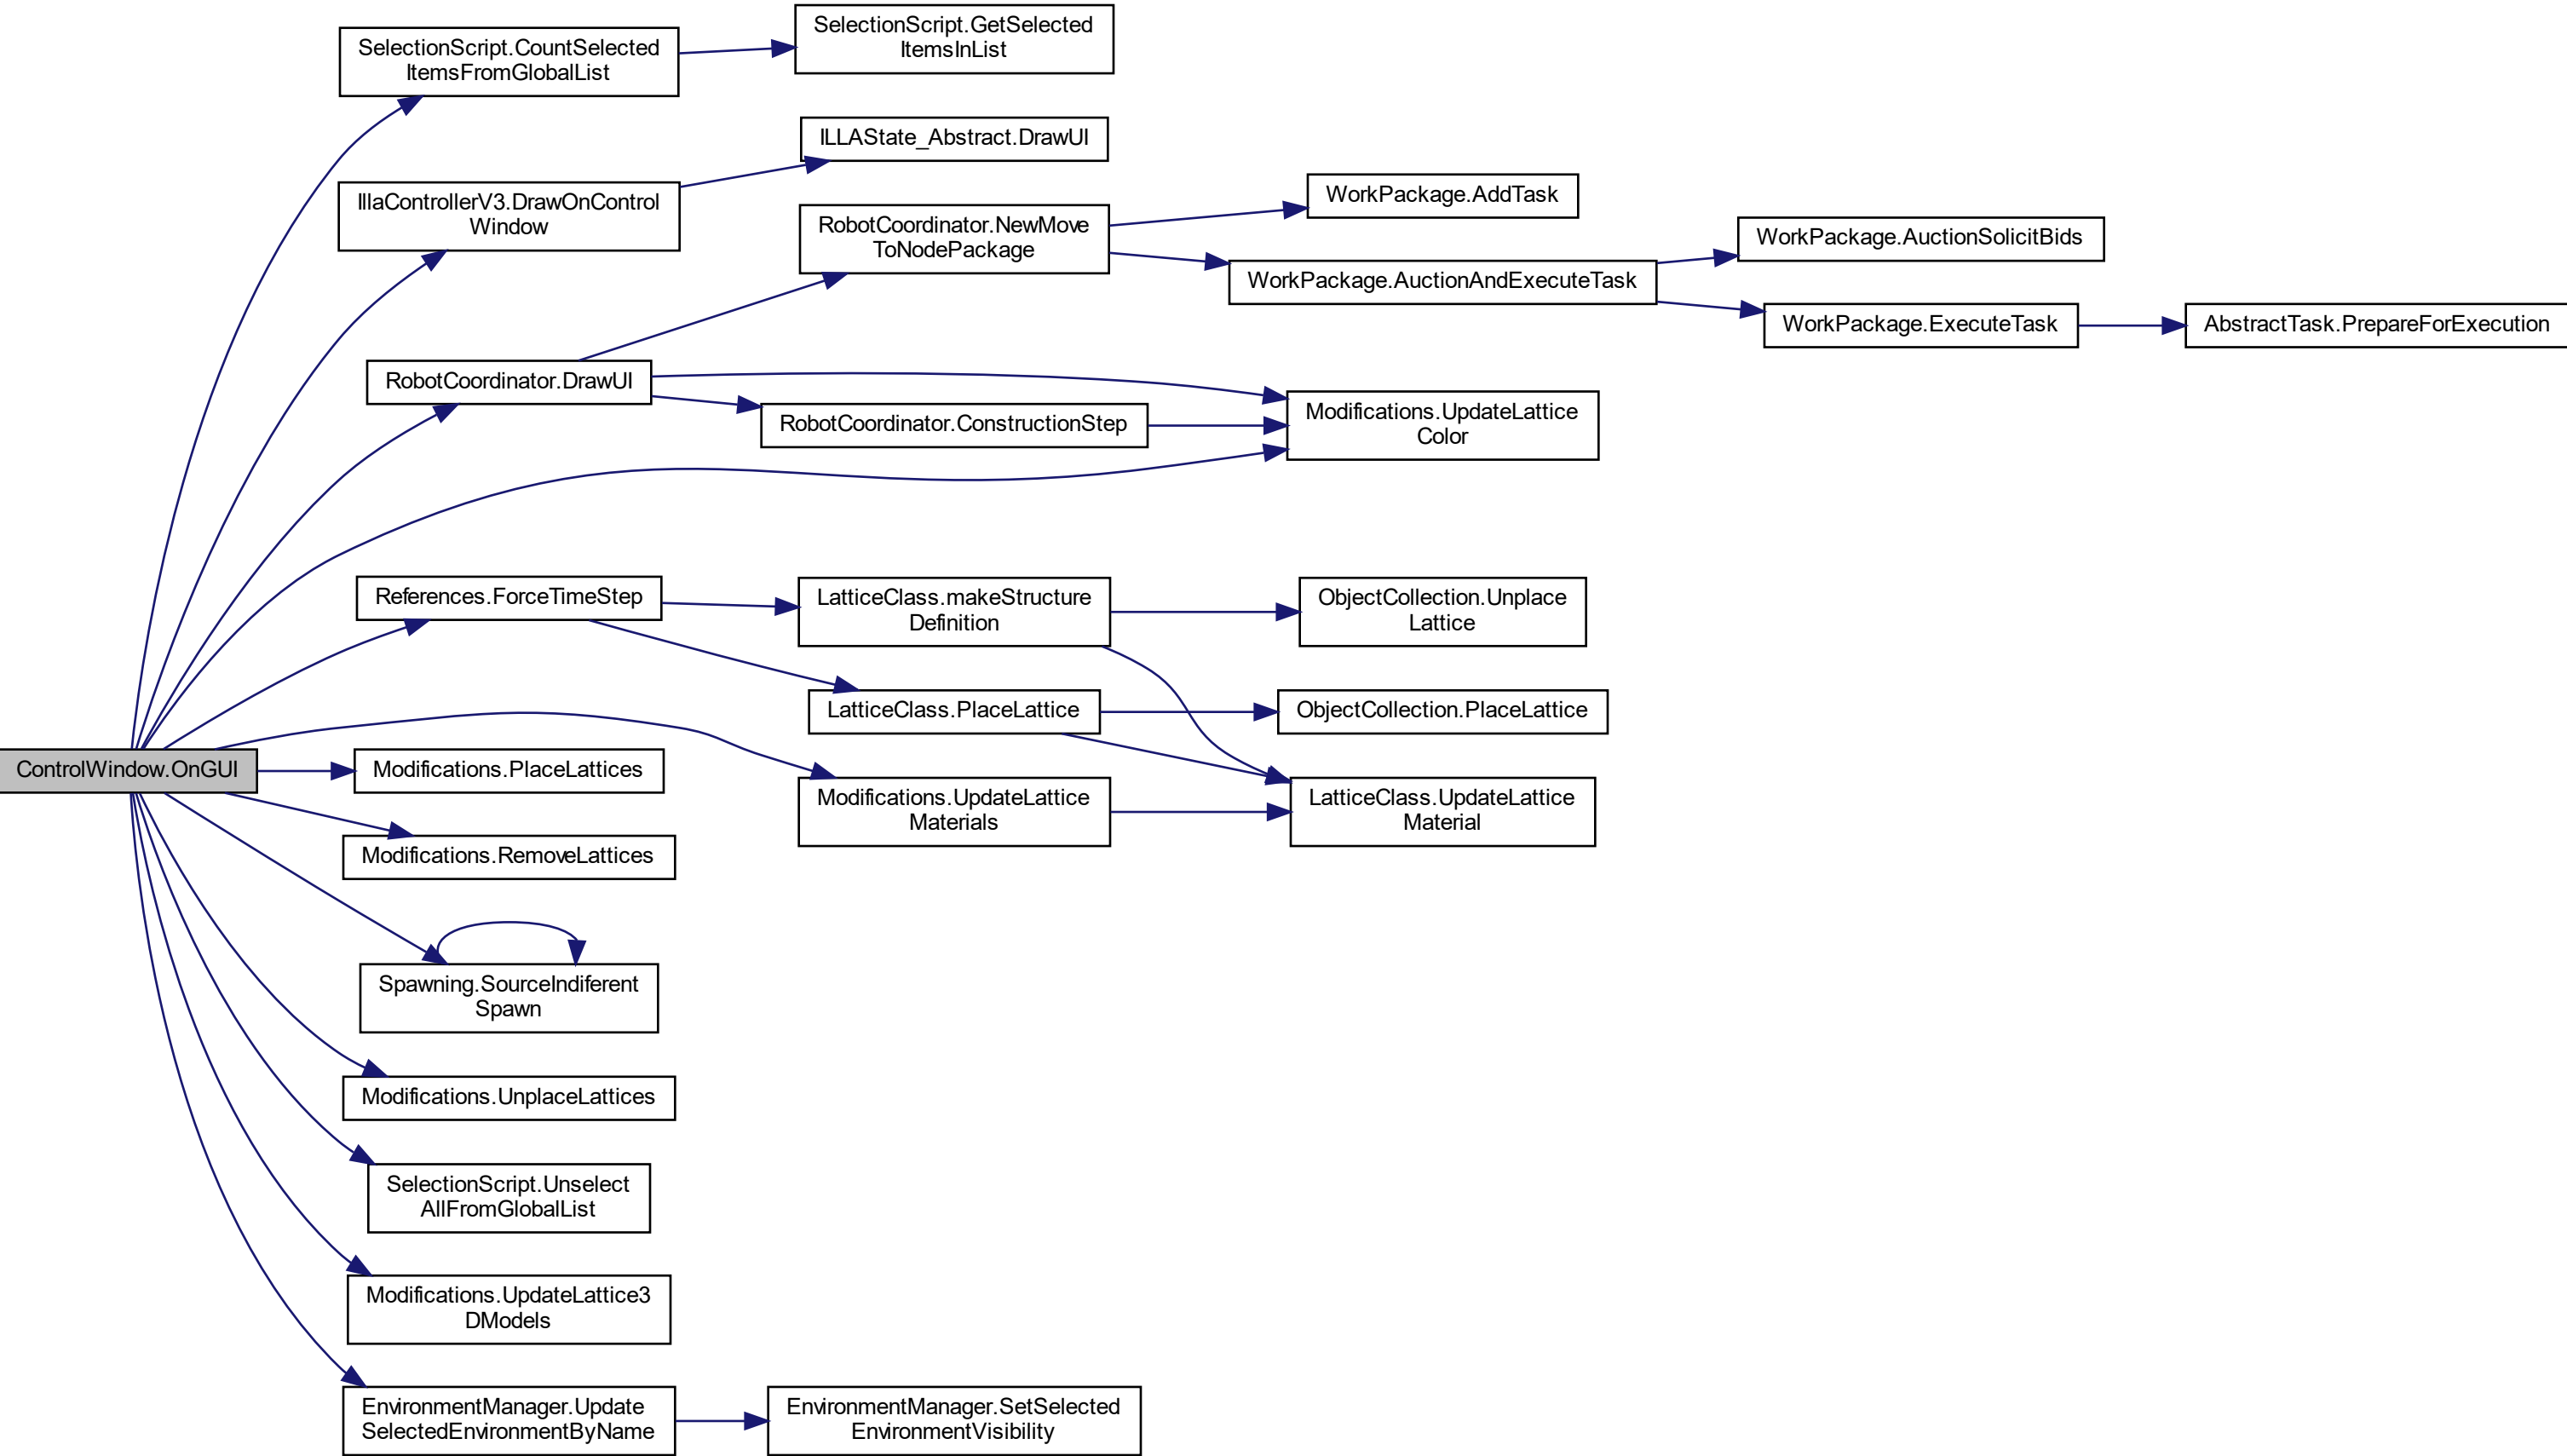 SelectionScript.CountSelected
ItemsFromGlobalList
SelectionScript.GetSelected
ItemsInList
ILLAState_Abstract.DrawUI
IllaControllerV3.DrawOnControl
Window
RobotCoordinator.NewMove
ToNodePackage
WorkPackage.AddTask
WorkPackage.AuctionAndExecuteTask
WorkPackage.AuctionSolicitBids
WorkPackage.ExecuteTask
AbstractTask.PrepareForExecution
RobotCoordinator.DrawUI
RobotCoordinator.ConstructionStep
Modifications.UpdateLattice
Color
References.ForceTimeStep
LatticeClass.makeStructure
Definition
ObjectCollection.Unplace
Lattice
LatticeClass.PlaceLattice
ObjectCollection.PlaceLattice
ControlWindow.OnGUI
Modifications.PlaceLattices
Modifications.UpdateLattice
Materials
LatticeClass.UpdateLattice
Material
Modifications.RemoveLattices
Spawning.SourceIndiferent
Spawn
Modifications.UnplaceLattices
SelectionScript.Unselect
AllFromGlobalList
Modifications.UpdateLattice3
DModels
EnvironmentManager.Update
SelectedEnvironmentByName
EnvironmentManager.SetSelected
EnvironmentVisibility